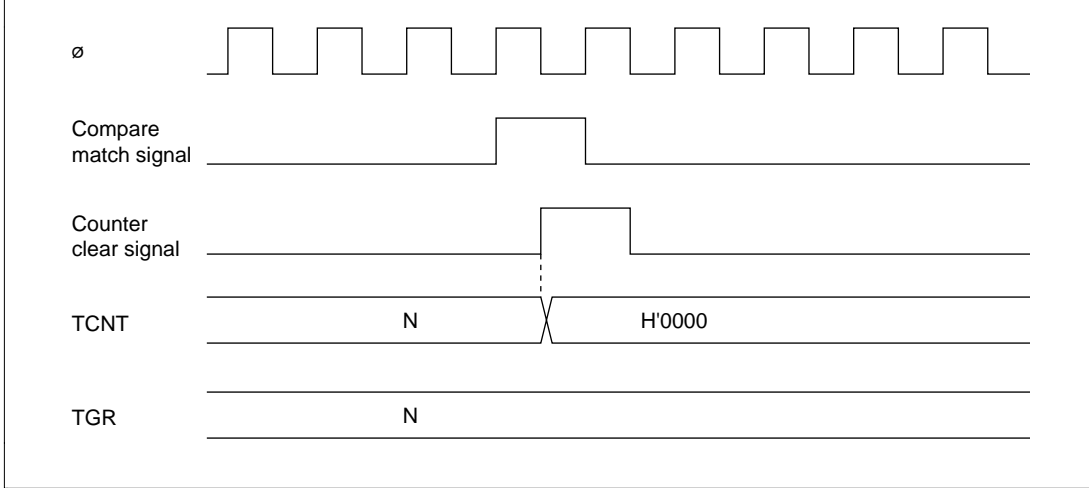 ø
Compare
match signal
Counter
clear signal
TCNT
N
H'0000
TGR
N